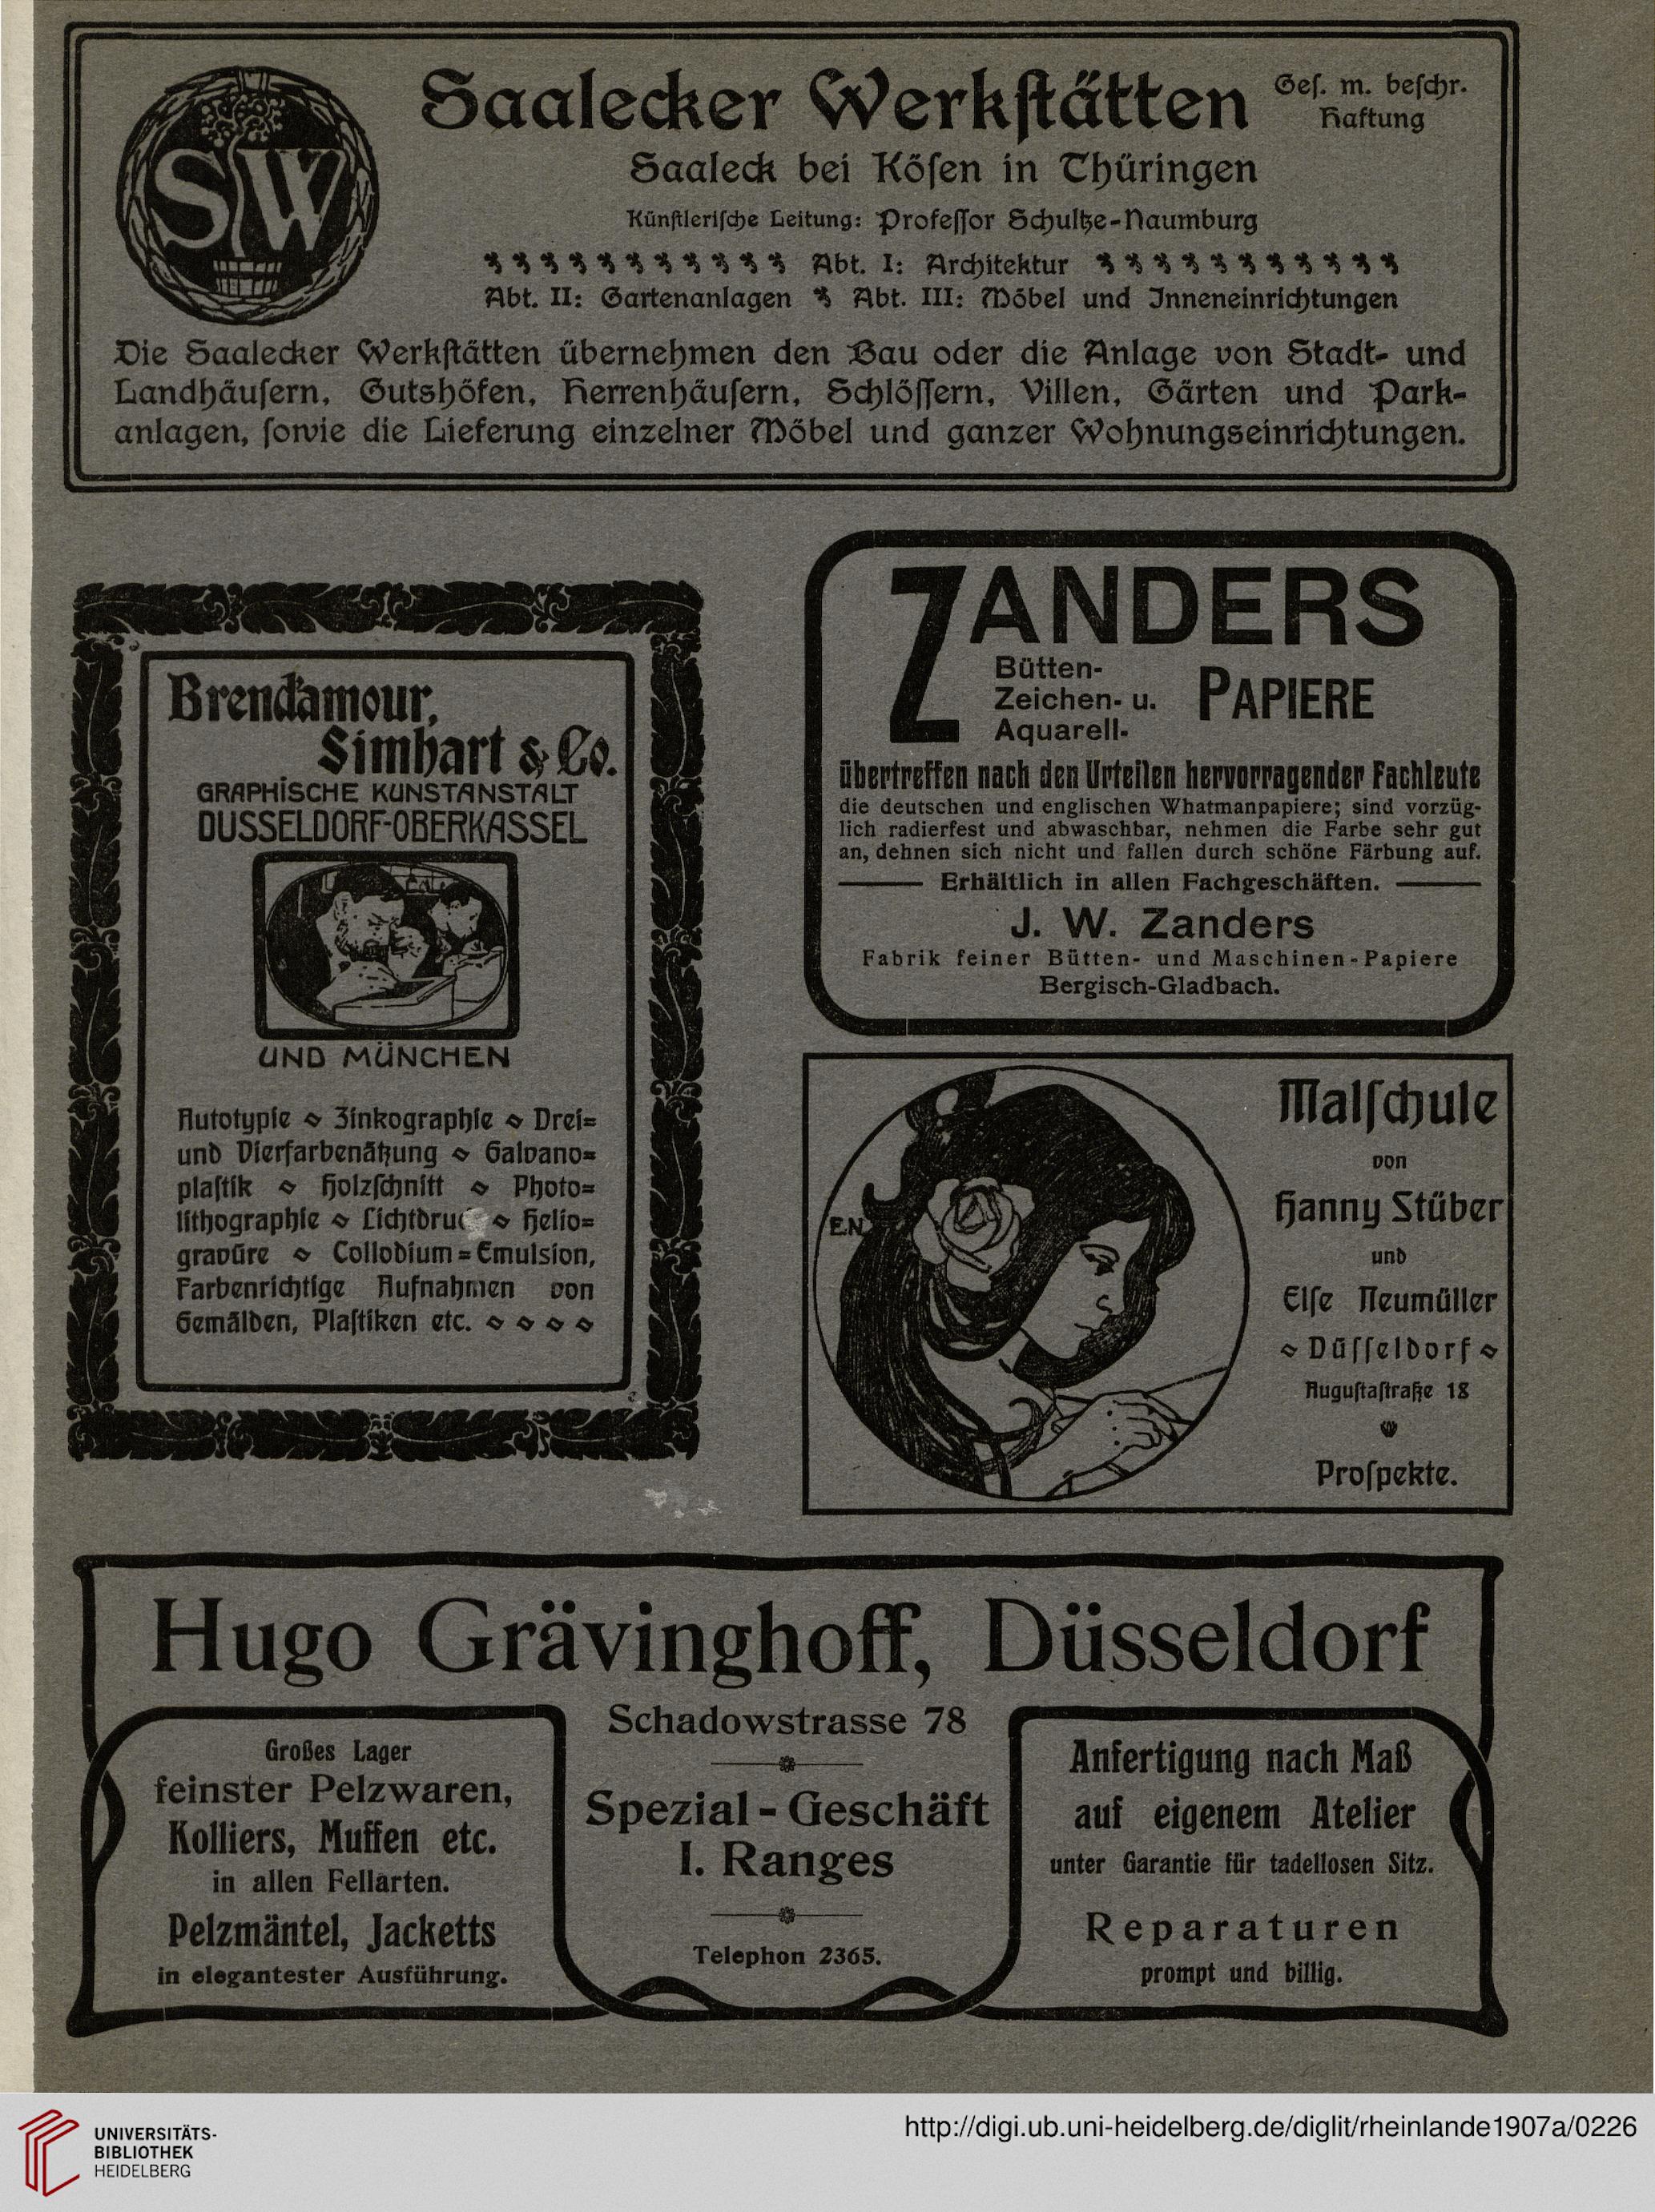 SW
Saalecker Werkſtätten
Geſ. m. beſchr.
Haftung
Saaleck bei Köſen in Thüringen
Künſtleriſche Leitung: Profeſſor Schultze-Naumburg
Abt. I: Architektur
Abt. II: Gartenanlagen Abt. III: Möbel und Inneneinrichtungen
Die Saalecker Werkſtätten übernehmen den Bau oder die Anlage von Stadt- und
Landhäuſern, Gutshöfen, Herrenhäuſern, Schlöſſern, Villen, Gärten und Park-
anlagen, ſowie die Lieferung einzelner Möbel und ganzer Wohnungseinrichtungen.
Brend'amour,
Simhart & Co.
GRAPHISCHE KUNSTANSTALT
DUSSELDORF-OBERKASSEL
UND MÜNCHEN
Autotypie ⋄ Zinkographie ⋄ Drei=
und Vierfarbenätzung ⋄ Galvano=
plaſtik ⋄ Holzſchnitt ⋄ Photo=
lithographie ⋄ Lichtdruck ⋄ Helio=
gravüre ⋄ Collodium=Emulsion,
Farbenrichtige Aufnahmen von
Gemälden, Plaſtiken etc. ⋄ ⋄ ⋄ ⋄
ZANDERS
Bütten-
Zeichen- u. PAPIERE
Aquarell-
übertreffen nach den Urteilen hervorragender Fachleute
die deutschen und englischen Whatmanpapiere; sind vorzüg-
lich radierfest und abwaschbar, nehmen die Farbe sehr gut
an, dehnen sich nicht und fallen durch schöne Färbung auf.
Erhältlich in allen Fachgeschäften.
J. W. Zanders
Fabrik feiner Bütten- und Maschinen-Papiere
Bergisch-Gladbach.
E.N.
Malſchule
von
Hanny Stüber
und
Elſe Neumüller
⋄ Düſſeldorf ⋄
Auguſtaſtraße 18
Proſpekte.
Hugo Grävinghoff, Düsseldorf
Schadowstrasse 78
Großes Lager
feinster Pelzwaren,
Kolliers, Muffen etc.
in allen Fellarten.
Pelzmäntel, Jacketts
in elegantester Ausführung.
Spezial-Geschäft
I. Ranges
Telephon 2365.
Anfertigung nach Maß
auf eigenem Atelier
unter Garantie für tadellosen Sitz.
Reparaturen
prompt und billig.
UNIVERSITÄTS-
BIBLIOTHEK
HEIDELBERG
http://digi.ub.uni-heidelberg.de/diglit/rheinlande1907a/0226